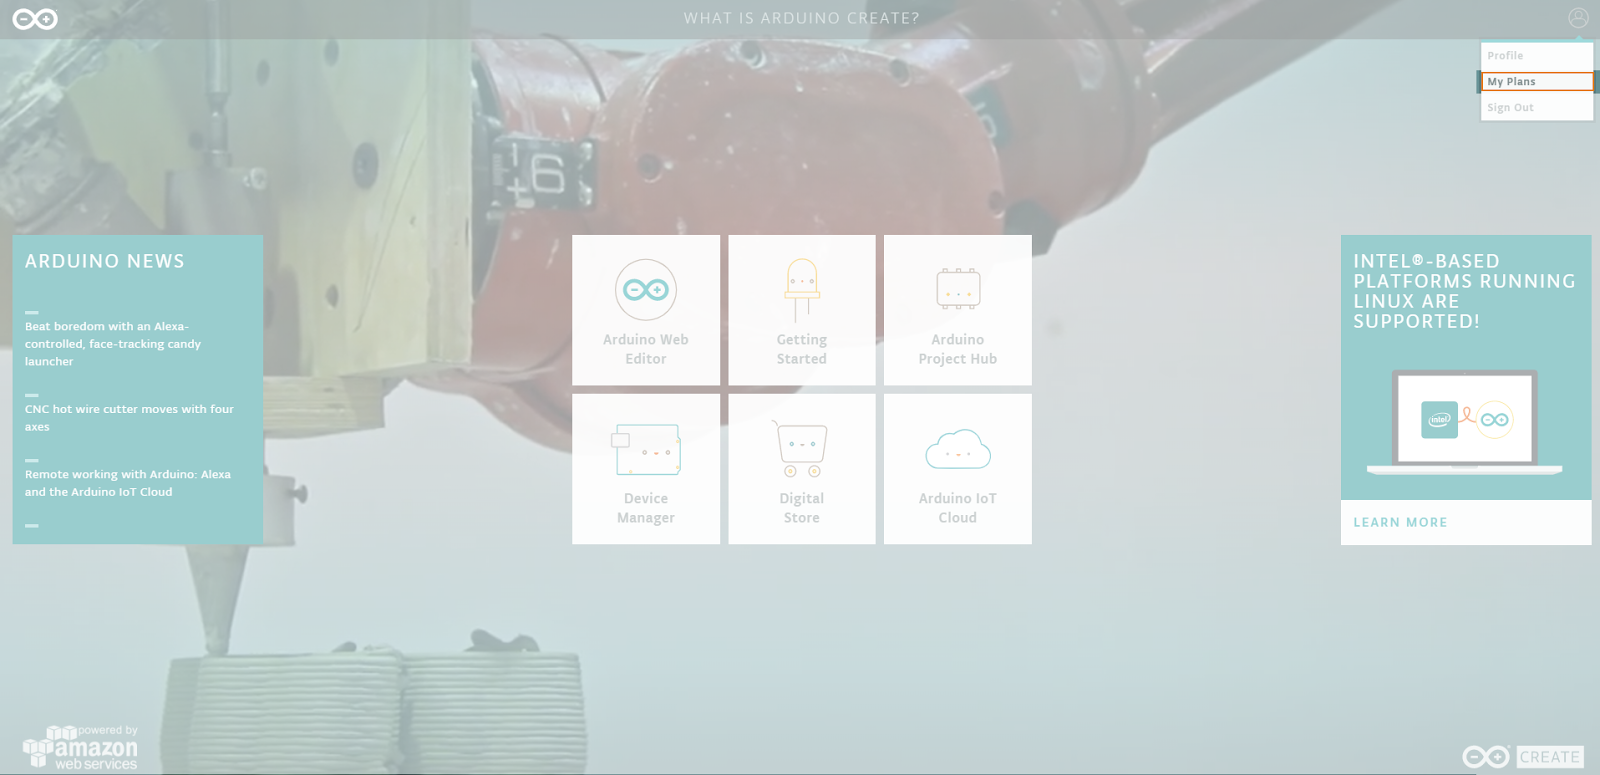 WHAT IS ARDUINO CREATE?
Profile
My Plans
Sign Out
+6
ARDUINO NEWS
Beat boredom with an Alexa-
controlled, face-tracking candy
launcher
CNC hot wire cutter moves with four
axes
Remote working with Arduino: Alexa
and the Arduino IoT Cloud
Arduino Web
Editor
Getting
Started
Arduino
Project Hub
Device
Manager
Digital
Store
Arduino IoT
Cloud
INTEL®-BASED
PLATFORMS RUNNING
LINUX ARE
SUPPORTED!
intel
LEARN MORE
powered by
amazon
web services
CREATE